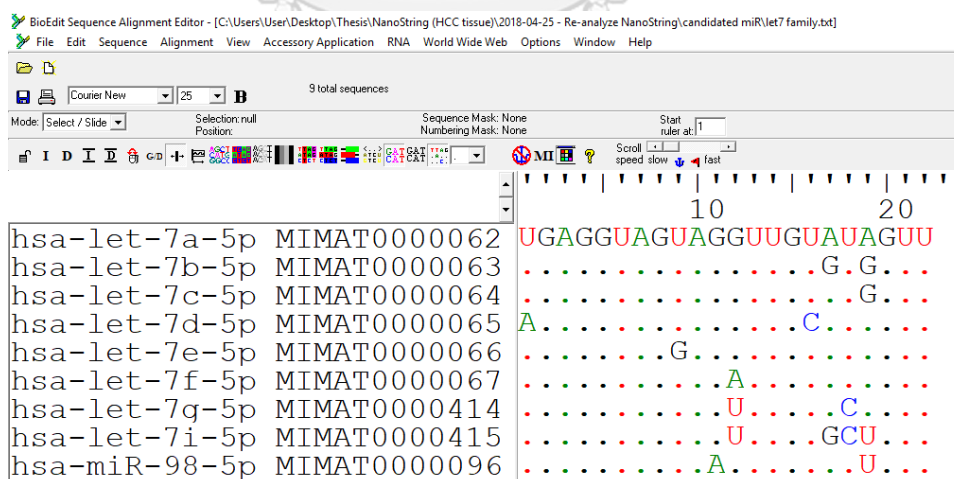 BioEdit Sequence Alignment Editor - [C:\Users\User\Desktop\Thesis\NanoString (HCC tissue)\2018-04-25 - Re-analyze NanoString\candidated miR\let7 family.txt]
File Edit Sequence Alignment View Accessory Application RNA World Wide Web Options Window Help
Courier New 25 B 9 total sequences
Mode: Select / Slide Selection: null Position: Sequence Mask: None Numbering Mask: None Start ruler at: 1
I D I D G/D MI ? Scroll speed slow fast
10 20
hsa-let-7a-5p MIMAT0000062 UGAGGUAGUAGGUUGUAUAGUU
hsa-let-7b-5p MIMAT0000063 ................G.G...
hsa-let-7c-5p MIMAT0000064 ..................G...
hsa-let-7d-5p MIMAT0000065 A..............C......
hsa-let-7e-5p MIMAT0000066 ........G.............
hsa-let-7f-5p MIMAT0000067 ...........A..........
hsa-let-7g-5p MIMAT0000414 ...........U.....C....
hsa-let-7i-5p MIMAT0000415 ...........U....GCU...
hsa-miR-98-5p MIMAT0000096 ..........A.......U...